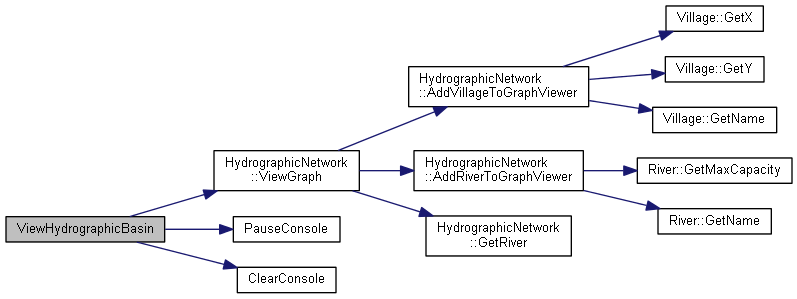 Village::GetX
HydrographicNetwork
::AddVillageToGraphViewer
Village::GetY
Village::GetName
HydrographicNetwork
::ViewGraph
HydrographicNetwork
::AddRiverToGraphViewer
River::GetMaxCapacity
River::GetName
ViewHydrographicBasin
PauseConsole
HydrographicNetwork
::GetRiver
ClearConsole